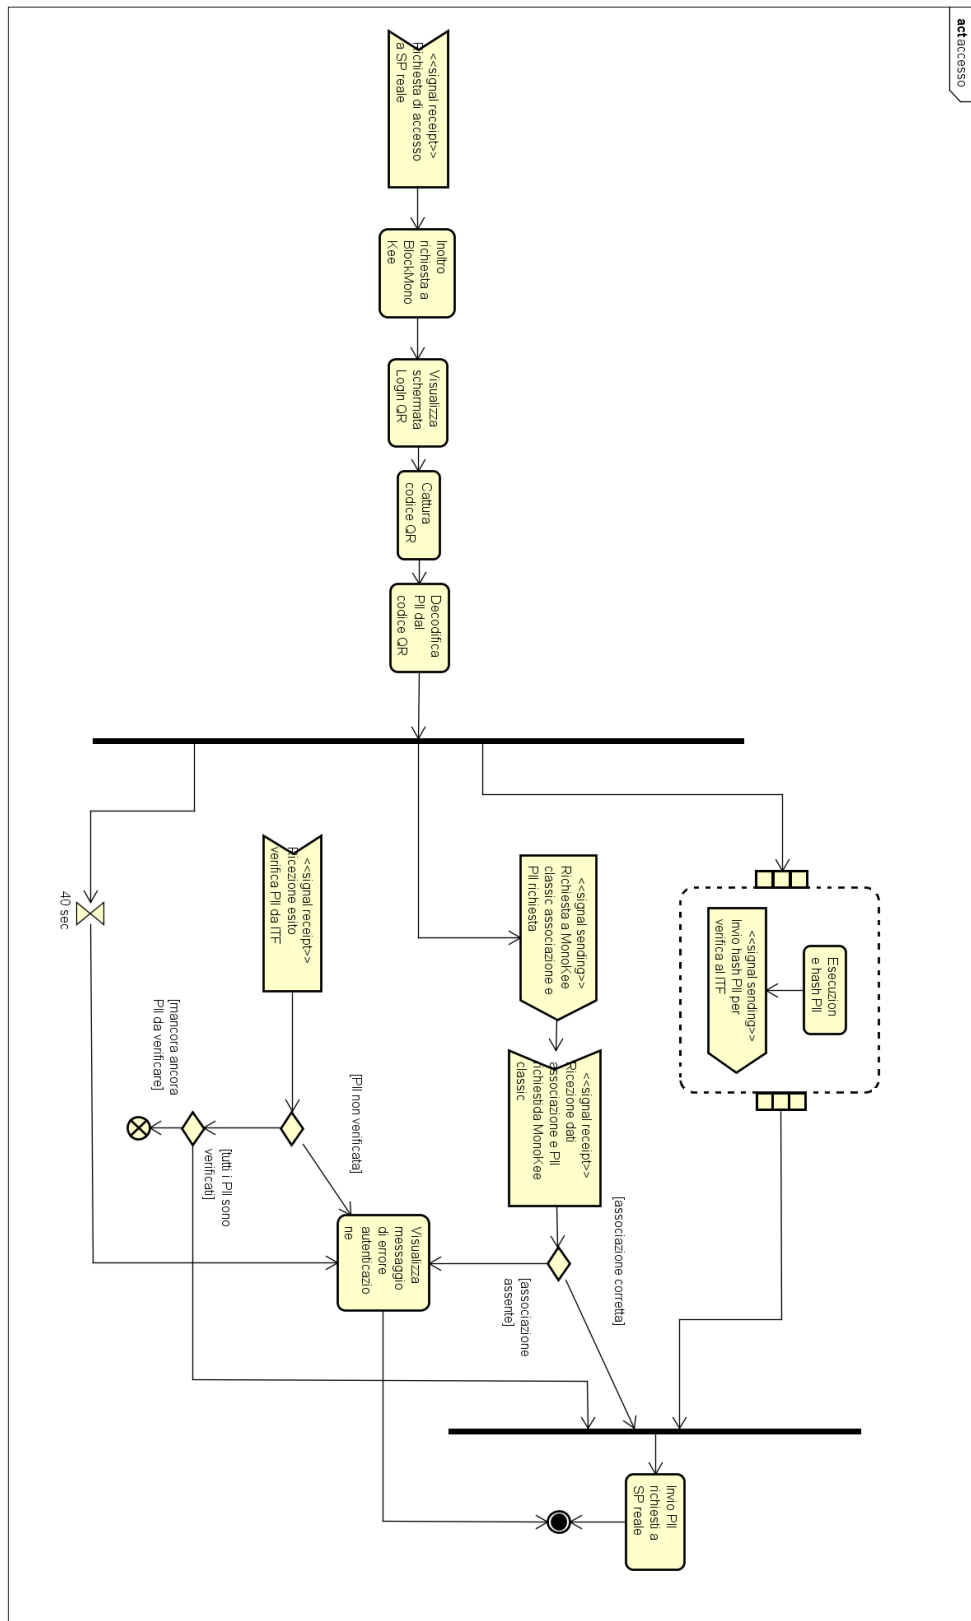 act accesso
<<signal receipt>>
Richiesta di accesso
a SP reale
Inoltro
richiesta a
BlockMono
Kee
Visualizza
schermata
LogIn QR
Cattura
codice QR
Decodifica
PII dal
codice QR
Esecuzion
e hash PII
<<signal sending>>
Invio hash PII per
verifica al ITF
<<signal sending>>
Richiesta a MonoKee
classic associazione e
PII richiesta
<<signal receipt>>
Ricezione dati
associazione e PII
richiestida MonoKee
classic
[associazione corretta]
[associazione
assente]
<<signal receipt>>
Ricezione esito
verifica PII da ITF
[PII non verificata]
[tutti i PII sono
verificati]
[mancora ancora
PII da verificare]
40 sec
Visualizza
messaggio
di errore
autenticazio
ne
Invio PII
richiesti a
SP reale